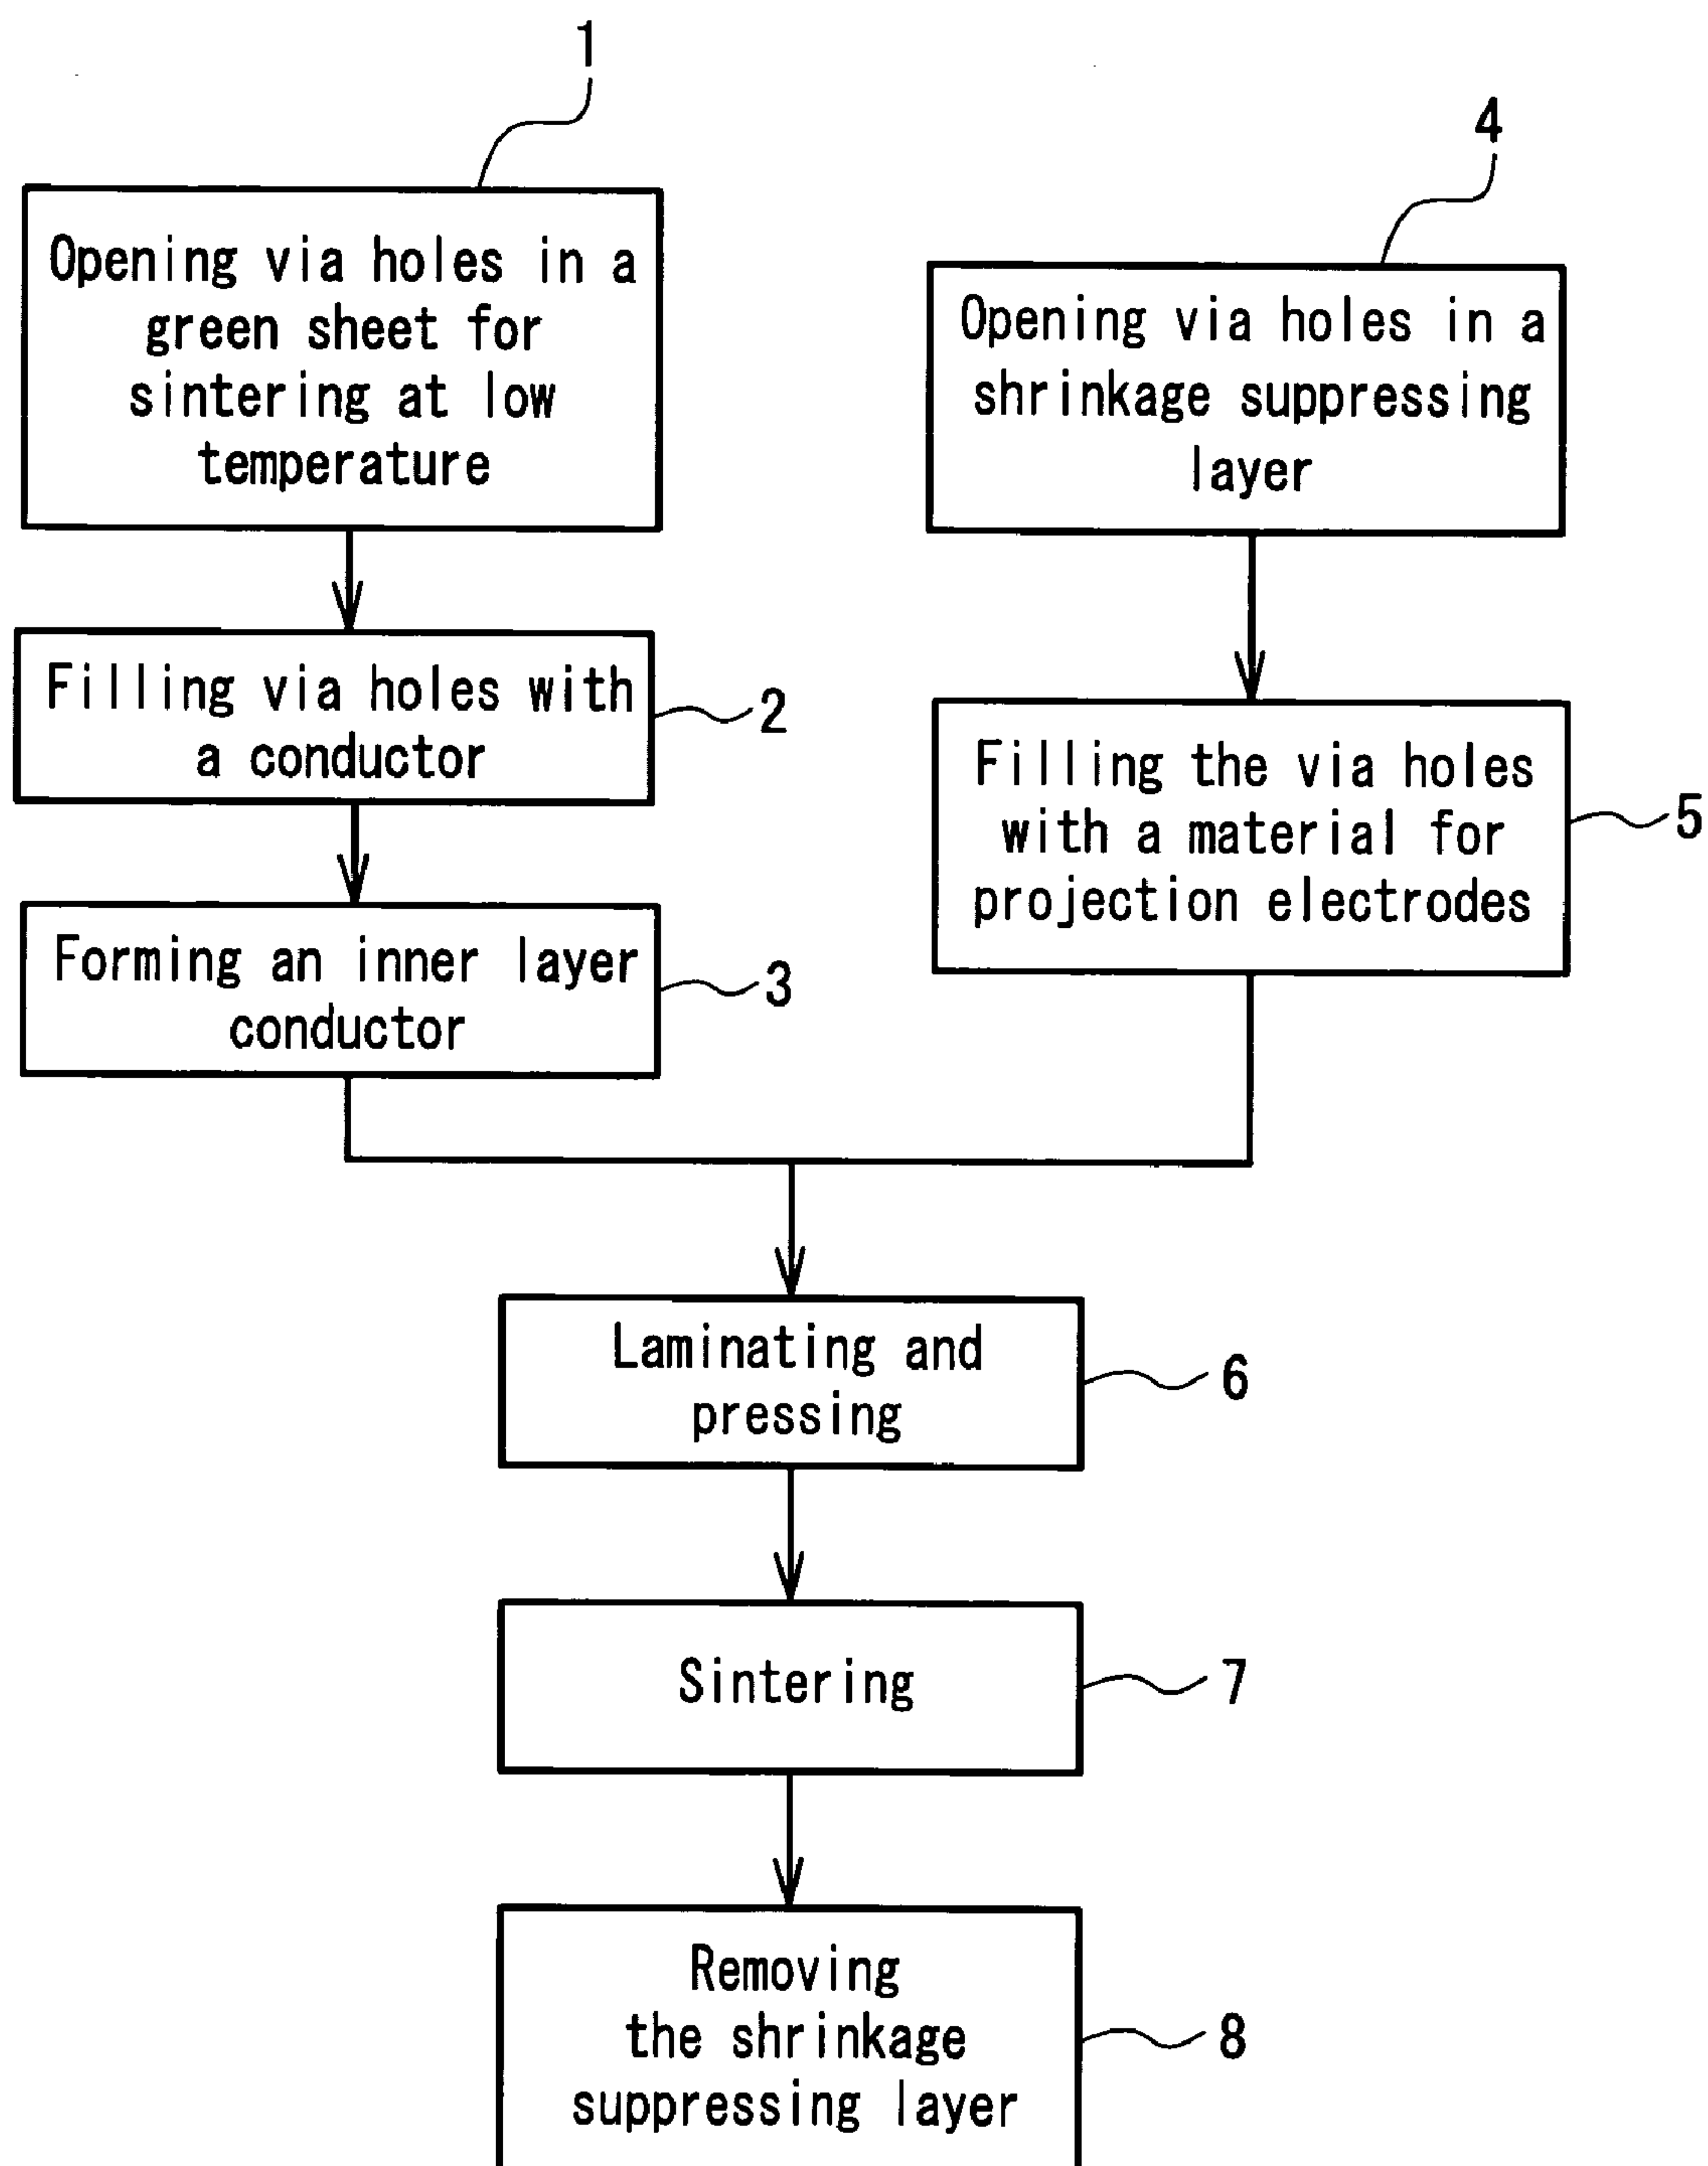 1
Opening via holes in a
green sheet for
sintering at low
temperature
Filling via holes with
a conductor
2
Forming an inner layer
conductor
3
4
Opening via holes in a
shrinkage suppressing
layer
Filling the via holes
with a material for
projection electrodes
5
Laminating and
pressing
6
Sintering
7
Removing
the shrinkage
suppressing layer
8